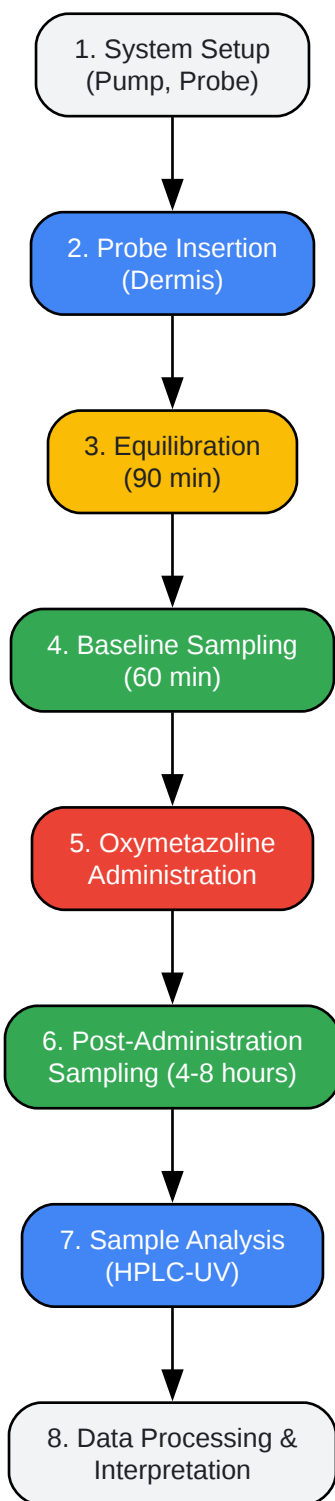 1. System Setup
(Pump, Probe)
2. Probe Insertion
(Dermis)
3. Equilibration
(90 min)
4. Baseline Sampling
(60 min)
5. Oxymetazoline
Administration
6. Post-Administration
Sampling (4-8 hours)
7. Sample Analysis
(HPLC-UV)
8. Data Processing &
Interpretation